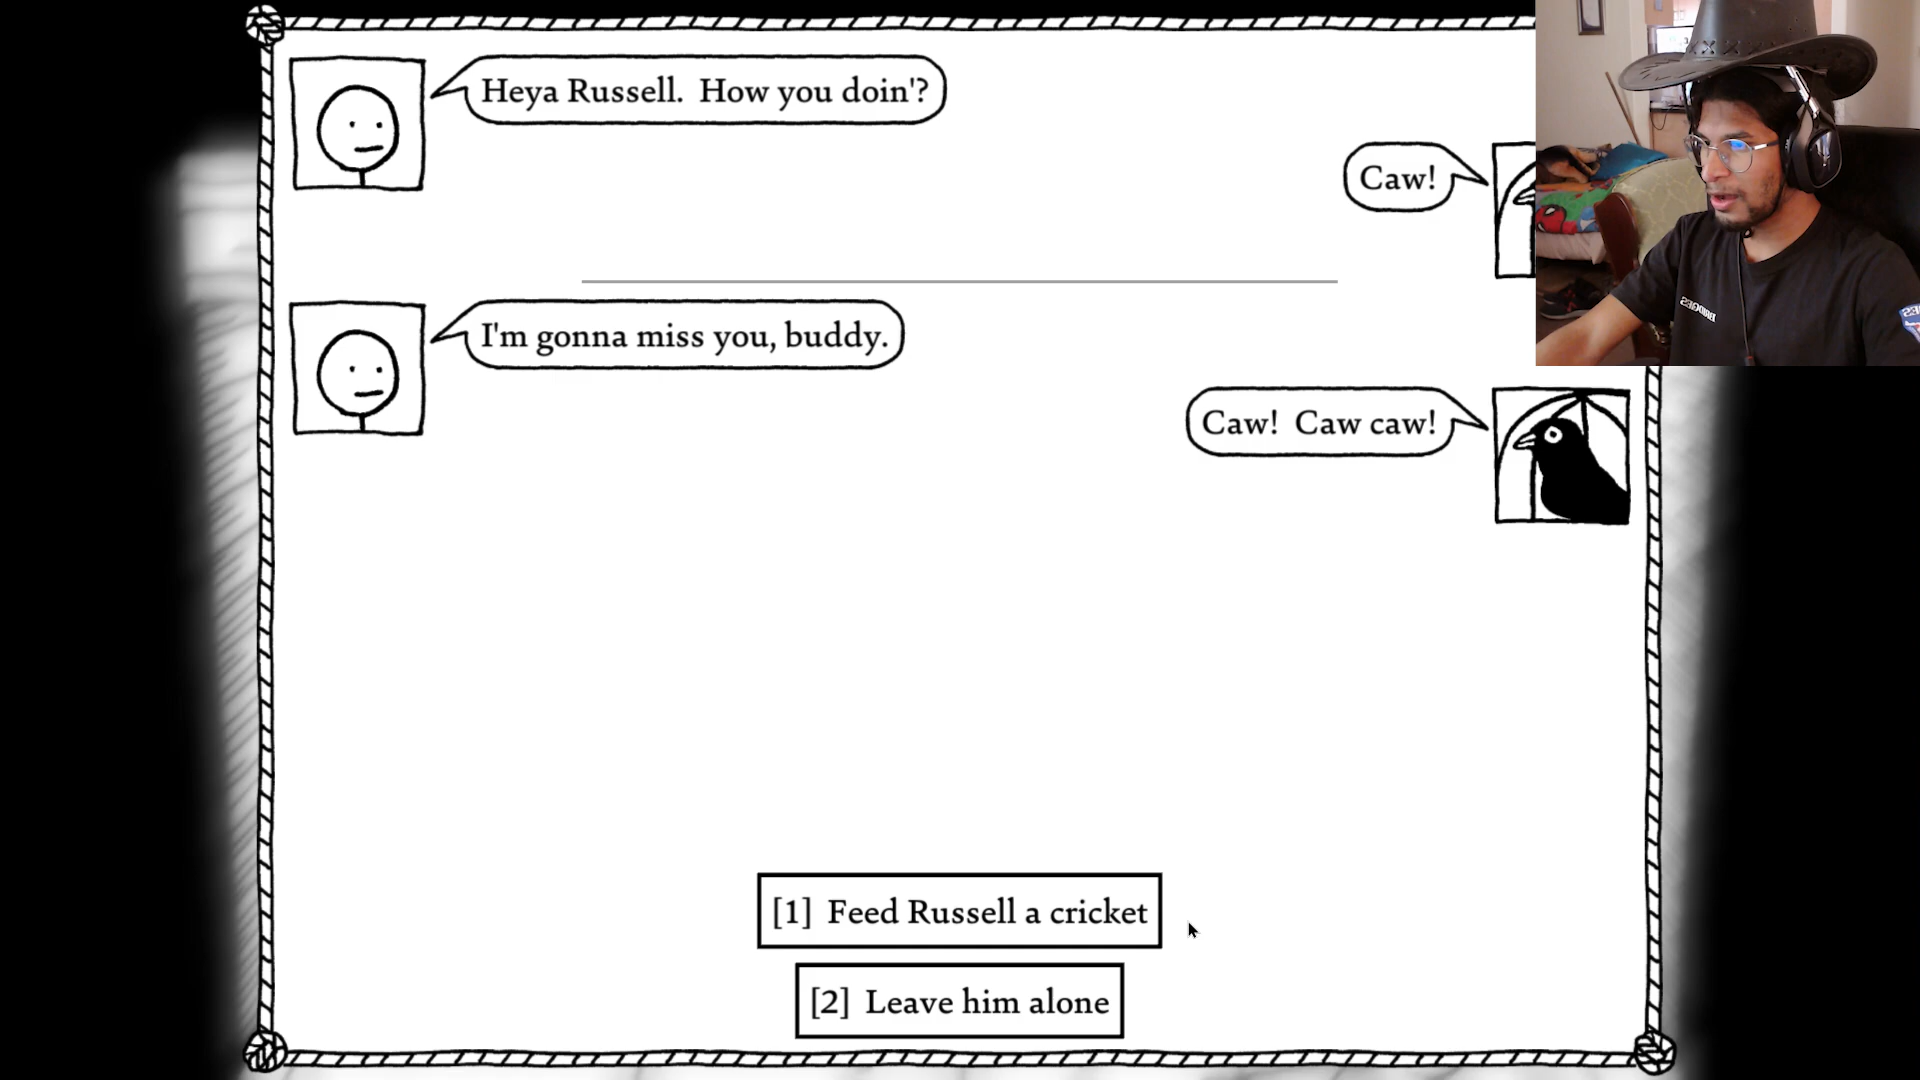 Heya Russell.  How you doin'?
Caw!
I'm gonna miss you, buddy.
Caw!  Caw caw!
[1]  Feed Russell a cricket
[2]  Leave him alone
BRIDGES